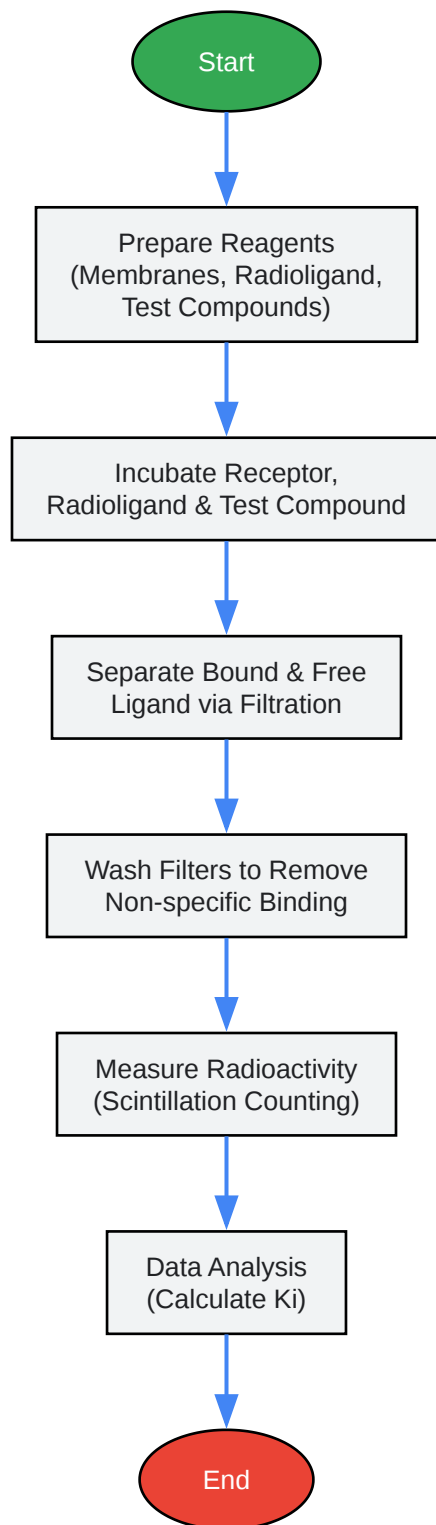 Start
Prepare Reagents
(Membranes, Radioligand,
Test Compounds)
Incubate Receptor,
Radioligand & Test Compound
Separate Bound & Free
Ligand via Filtration
Wash Filters to Remove
Non-specific Binding
Measure Radioactivity
(Scintillation Counting)
Data Analysis
(Calculate Ki)
End